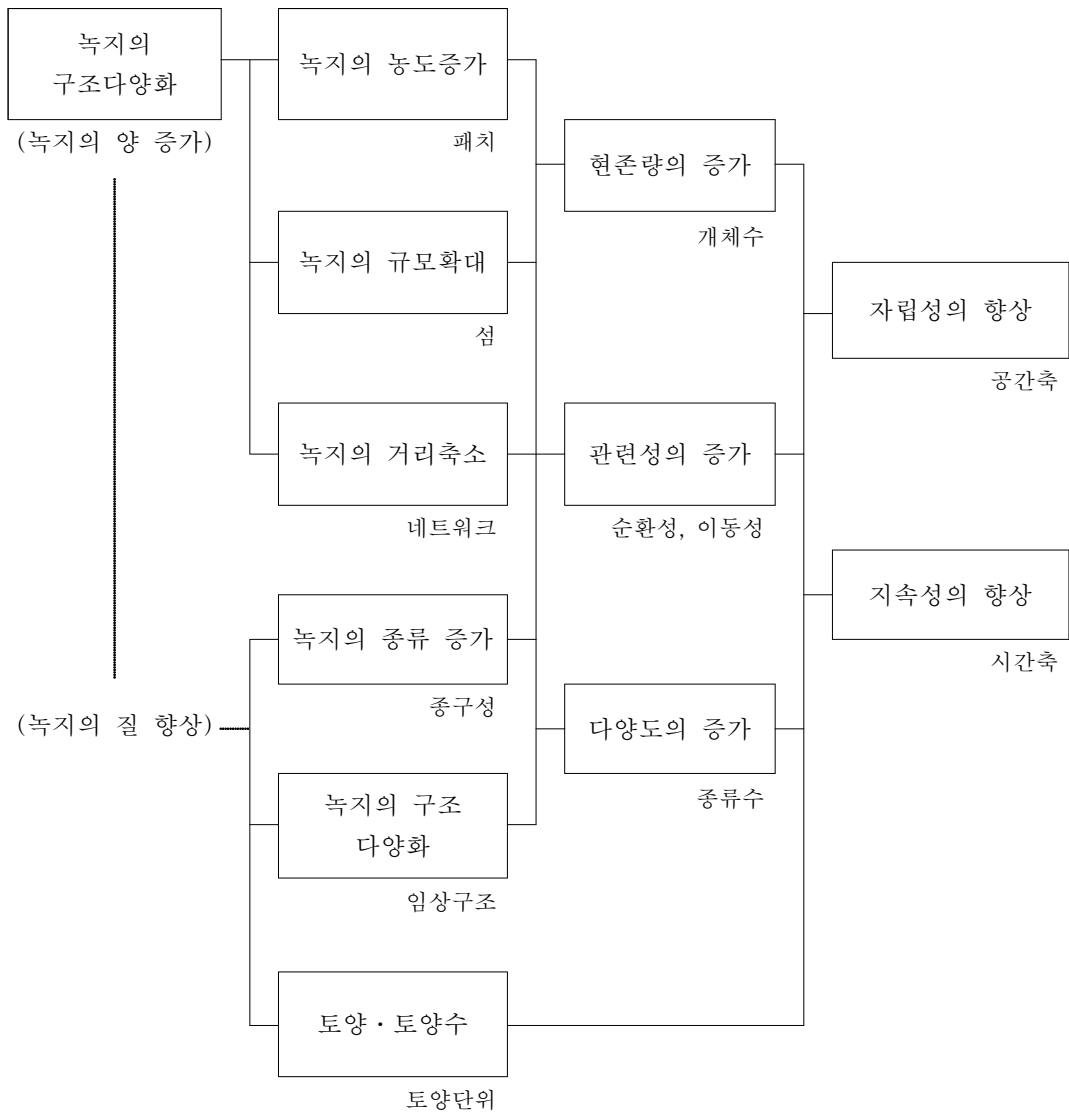 녹지의
구조다양화
(녹지의 양 증가)
녹지의 농도증가
패치
녹지의 규모확대
섬
녹지의 거리축소
네트워크
(녹지의 질 향상)
녹지의 종류 증가
종구성
녹지의 구조
다양화
임상구조
토양·토양수
토양단위
현존량의 증가
개체수
관련성의 증가
순환성, 이동성
다양도의 증가
종류수
자립성의 향상
공간축
지속성의 향상
시간축